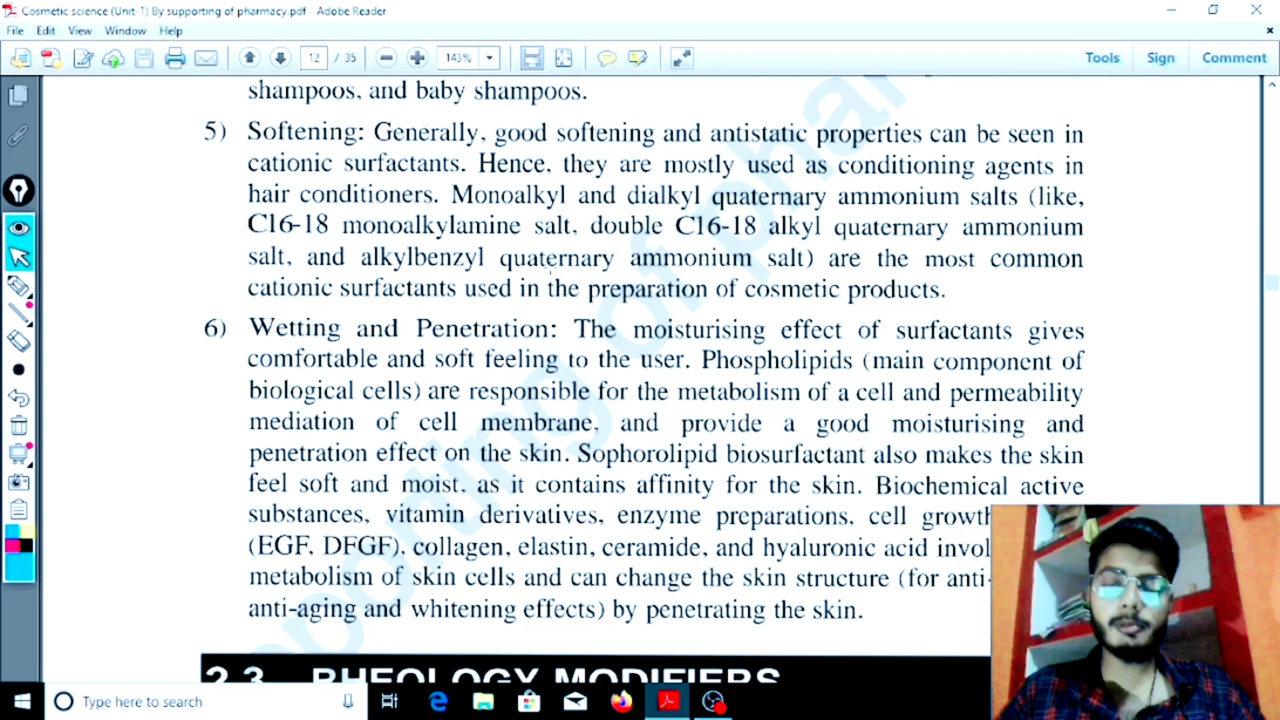 Cosmetic science (Unit- 1) By supporting of pharmacy.pdf - Adobe Reader
File Edit View Window Help
12 / 35 143% Tools Sign Comment
shampoos, and baby shampoos.
5) Softening: Generally, good softening and antistatic properties can be seen in
cationic surfactants. Hence, they are mostly used as conditioning agents in
hair conditioners. Monoalkyl and dialkyl quaternary ammonium salts (like,
C16-18 monoalkylamine salt, double C16-18 alkyl quaternary ammonium
salt, and alkylbenzyl quaternary ammonium salt) are the most common
cationic surfactants used in the preparation of cosmetic products.
6) Wetting and Penetration: The moisturising effect of surfactants gives
comfortable and soft feeling to the user. Phospholipids (main component of
biological cells) are responsible for the metabolism of a cell and permeability
mediation of cell membrane, and provide a good moisturising and
penetration effect on the skin. Sophorolipid biosurfactant also makes the skin
feel soft and moist, as it contains affinity for the skin. Biochemical active
substances, vitamin derivatives, enzyme preparations, cell growth
(EGF, DFGF), collagen, elastin, ceramide, and hyaluronic acid invol
metabolism of skin cells and can change the skin structure (for anti-
anti-aging and whitening effects) by penetrating the skin.
2.3 RHEOLOGY MODIFIERS
Type here to search